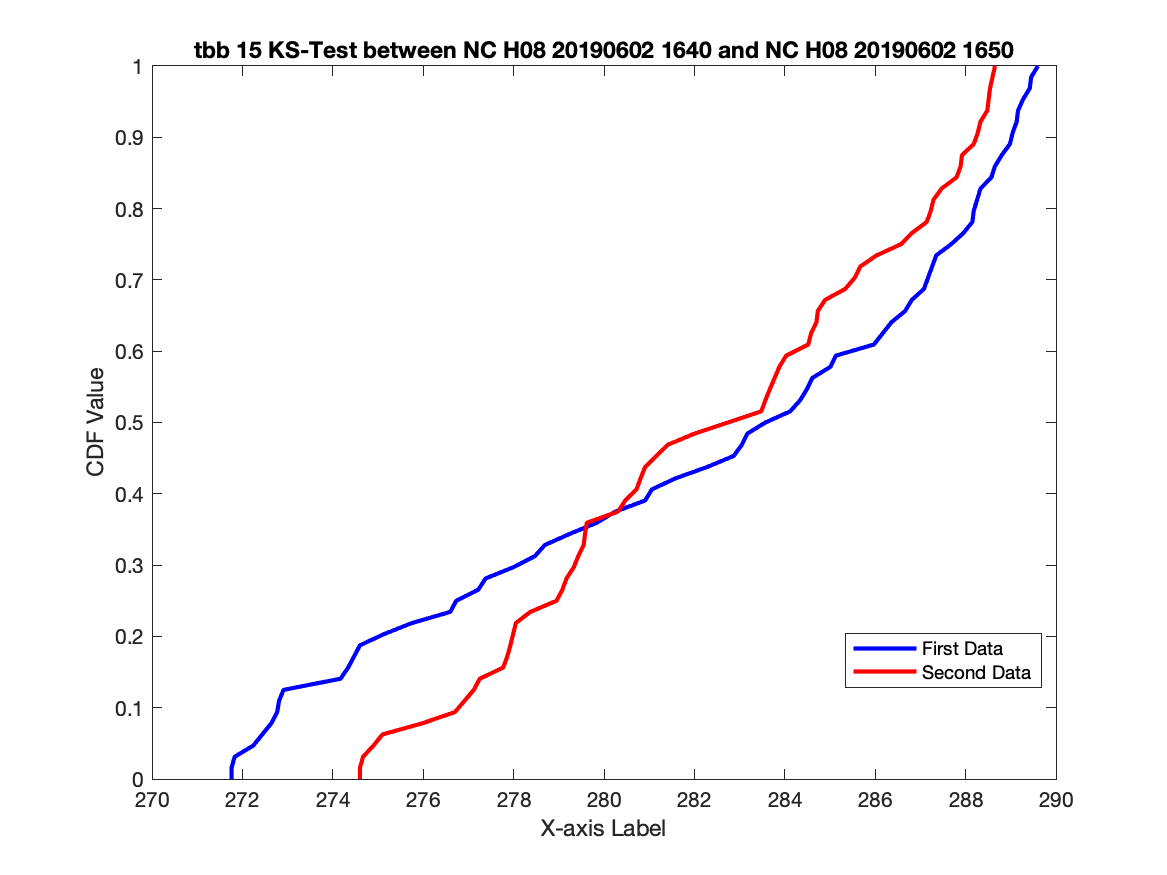 tbb 15 KS-Test between NC H08 20190602 1640 and NC H08 20190602 1650
1
0.9
0.8
0.7
0.6
0.5
0.4
0.3
0.2
0.1
0
CDF Value
First Data
Second Data
270 272 274 276 278 280 282 284 286 288 290
X-axis Label